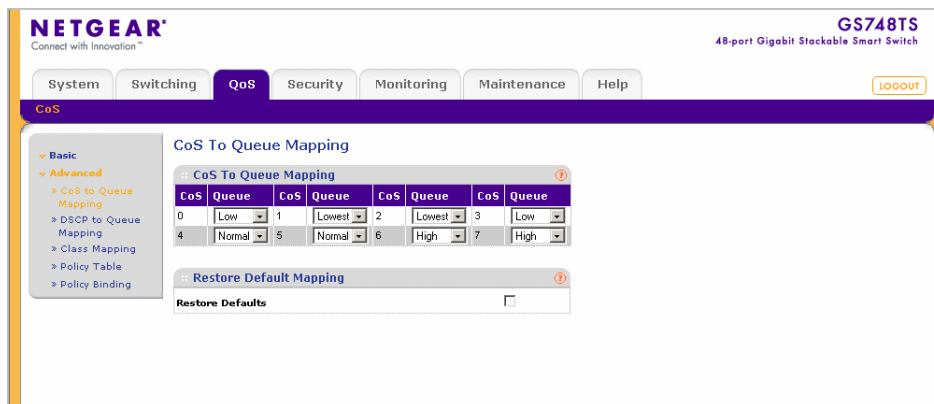 NETGEAR®
Connect with Innovation™
GS748TS
48-port Gigabit Stackable Smart Switch
System Switching QoS Security Monitoring Maintenance Help
LOGOUT
CoS
Basic
Advanced
» CoS to Queue
Mapping
» DSCP to Queue
Mapping
» Class Mapping
» Policy Table
» Policy Binding
CoS To Queue Mapping
CoS To Queue Mapping ?
CoS Queue CoS Queue CoS Queue CoS Queue
0 Low 1 Lowest 2 Lowest 3 Low
4 Normal 5 Normal 6 High 7 High
Restore Default Mapping ?
Restore Defaults